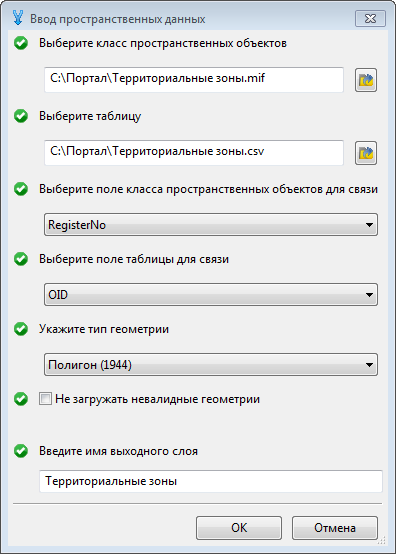 Ввод пространственных данных
Выберите класс пространственных объектов
C:\Портал\Территориальные зоны.mif
Выберите таблицу
C:\Портал\Территориальные зоны.csv
Выберите поле класса пространственных объектов для связи
RegisterNo
Выберите поле таблицы для связи
OID
Укажите тип геометрии
Полигон (1944)
Не загружать невалидные геометрии
Введите имя выходного слоя
Территориальные зоны
OK
Отмена